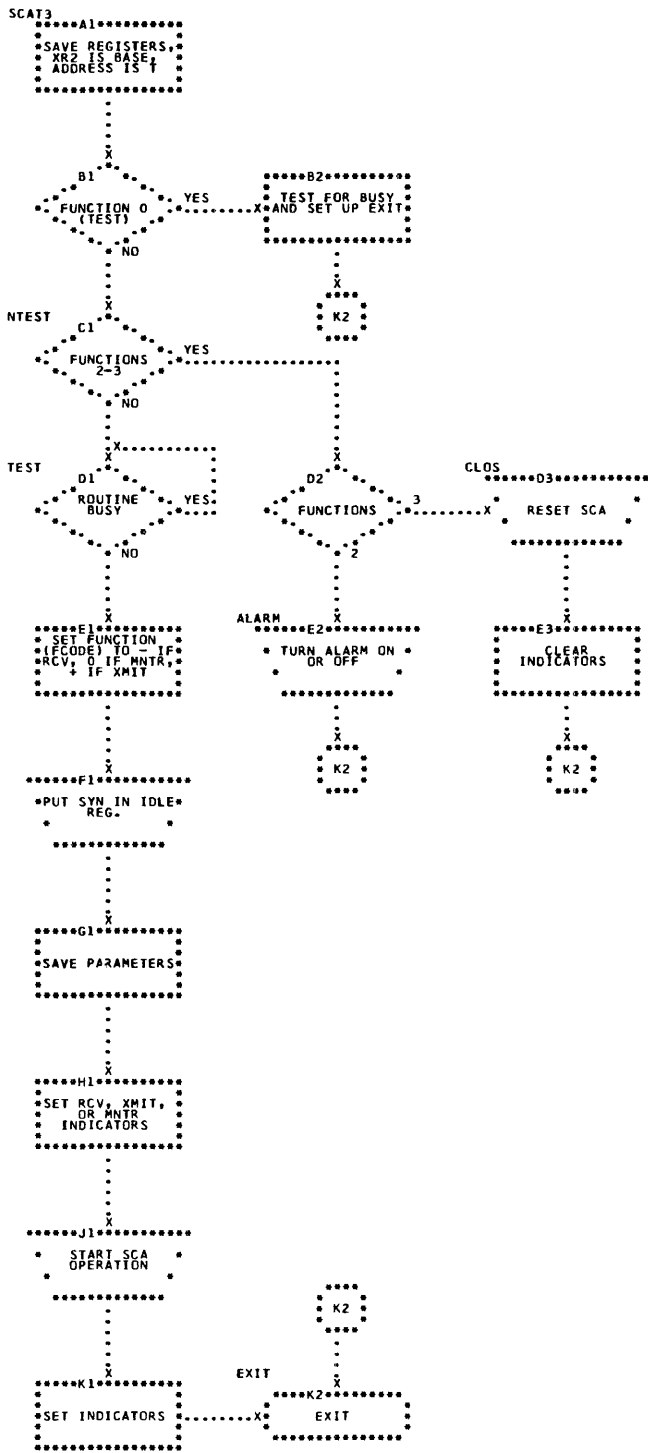 SCAT3
A1
SAVE REGISTERS,
XR2 IS BASE,
ADDRESS IS T
B1
FUNCTION 0
(TEST)
YES
NO
B2
TEST FOR BUSY
AND SET UP EXIT
K2
NTEST
C1
FUNCTIONS
2-3
YES
NO
TEST
D1
ROUTINE
BUSY
YES
NO
D2
FUNCTIONS
3
2
CLOS
D3
RESET SCA
E1
SET FUNCTION
(FCODE) TO - IF
RCV, 0 IF MNTR,
+ IF XMIT
ALARM
E2
TURN ALARM ON
OR OFF
E3
CLEAR
INDICATORS
K2
K2
F1
PUT SYN IN IDLE
REG.
G1
SAVE PARAMETERS
H1
SET RCV, XMIT,
OR MNTR
INDICATORS
J1
START SCA
OPERATION
K2
K1
SET INDICATORS
EXIT
K2
EXIT